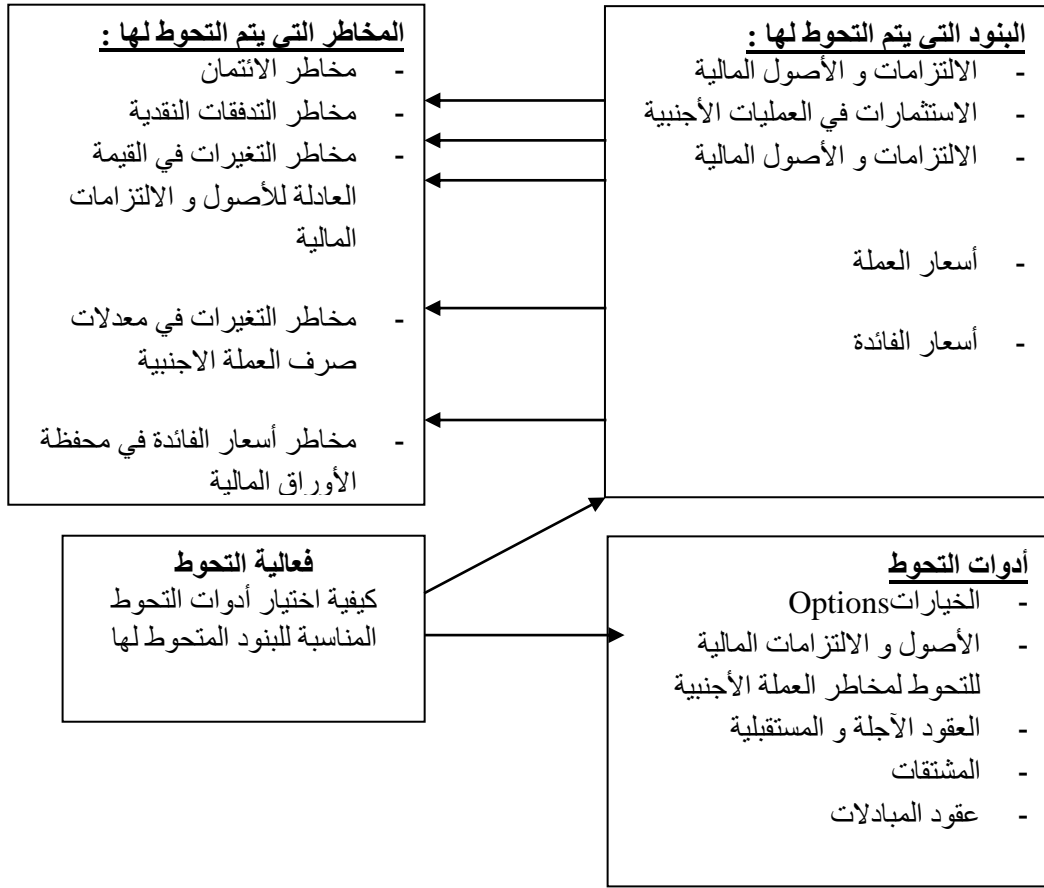 البنود التي يتم التحوط لها :
- الالتزامات و الأصول المالية
- الاستثمارات في العمليات الأجنبية
- الالتزامات و الأصول المالية
- أسعار العملة
- أسعار الفائدة
المخاطر التي يتم التحوط لها :
- مخاطر الائتمان
- مخاطر التدفقات النقدية
- مخاطر التغيرات في القيمة
العادلة للأصول و الالتزامات
المالية
- مخاطر التغيرات في معدلات
صرف العملة الاجنبية
- مخاطر أسعار الفائدة في محفظة
الأوراق المالية
أدوات التحوط
- الخياراتOptions
- الأصول و الالتزامات المالية
للتحوط لمخاطر العملة الأجنبية
- العقود الآجلة و المستقبلية
- المشتقات
- عقود المبادلات
فعالية التحوط
كيفية اختيار أدوات التحوط
المناسبة للبنود المتحوط لها